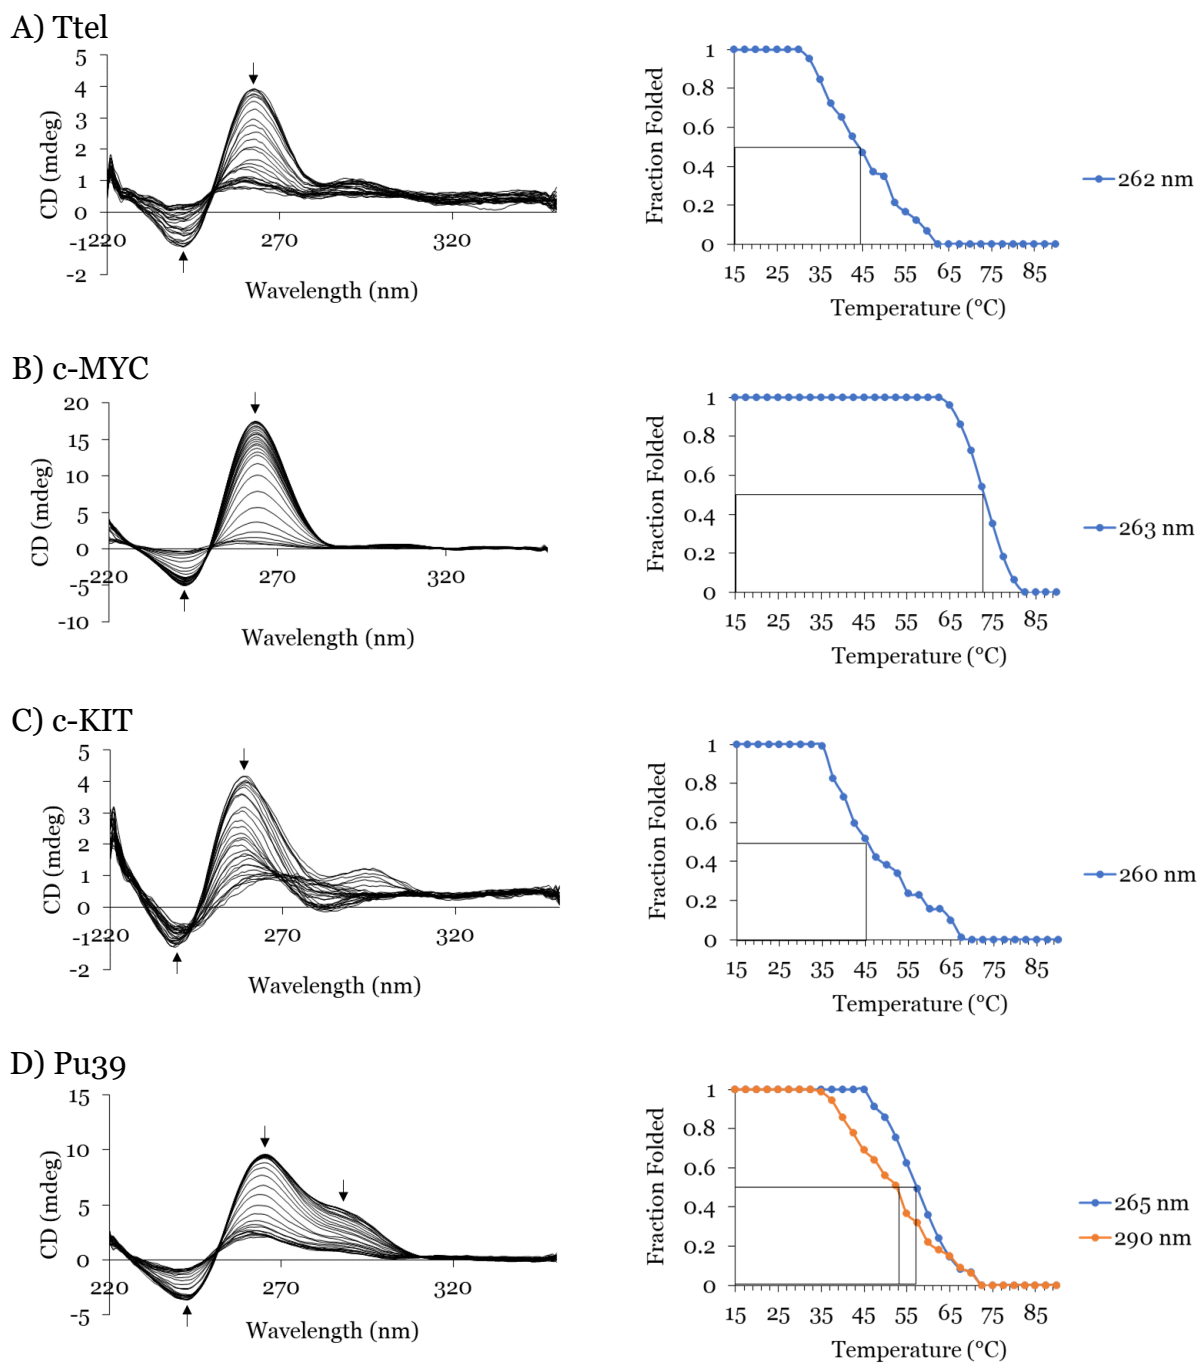 A) Ttel
5
4
3
2
1
0
-1
-2
220
270
320
CD (mdeg)
Wavelength (nm)
1
0.8
0.6
0.4
0.2
0
15 25 35 45 55 65 75 85
Fraction Folded
Temperature (°C)
262 nm
B) c-MYC
20
15
10
5
0
-5
-10
220
270
320
CD (mdeg)
Wavelength (nm)
1
0.8
0.6
0.4
0.2
0
15 25 35 45 55 65 75 85
Fraction Folded
Temperature (°C)
263 nm
C) c-KIT
5
4
3
2
1
0
-1
-2
220
270
320
CD (mdeg)
Wavelength (nm)
1
0.8
0.6
0.4
0.2
0
15 25 35 45 55 65 75 85
Fraction Folded
Temperature (°C)
260 nm
D) Pu39
15
10
5
0
-5
220
270
320
CD (mdeg)
Wavelength (nm)
1
0.8
0.6
0.4
0.2
0
15 25 35 45 55 65 75 85
Fraction Folded
Temperature (°C)
265 nm
290 nm